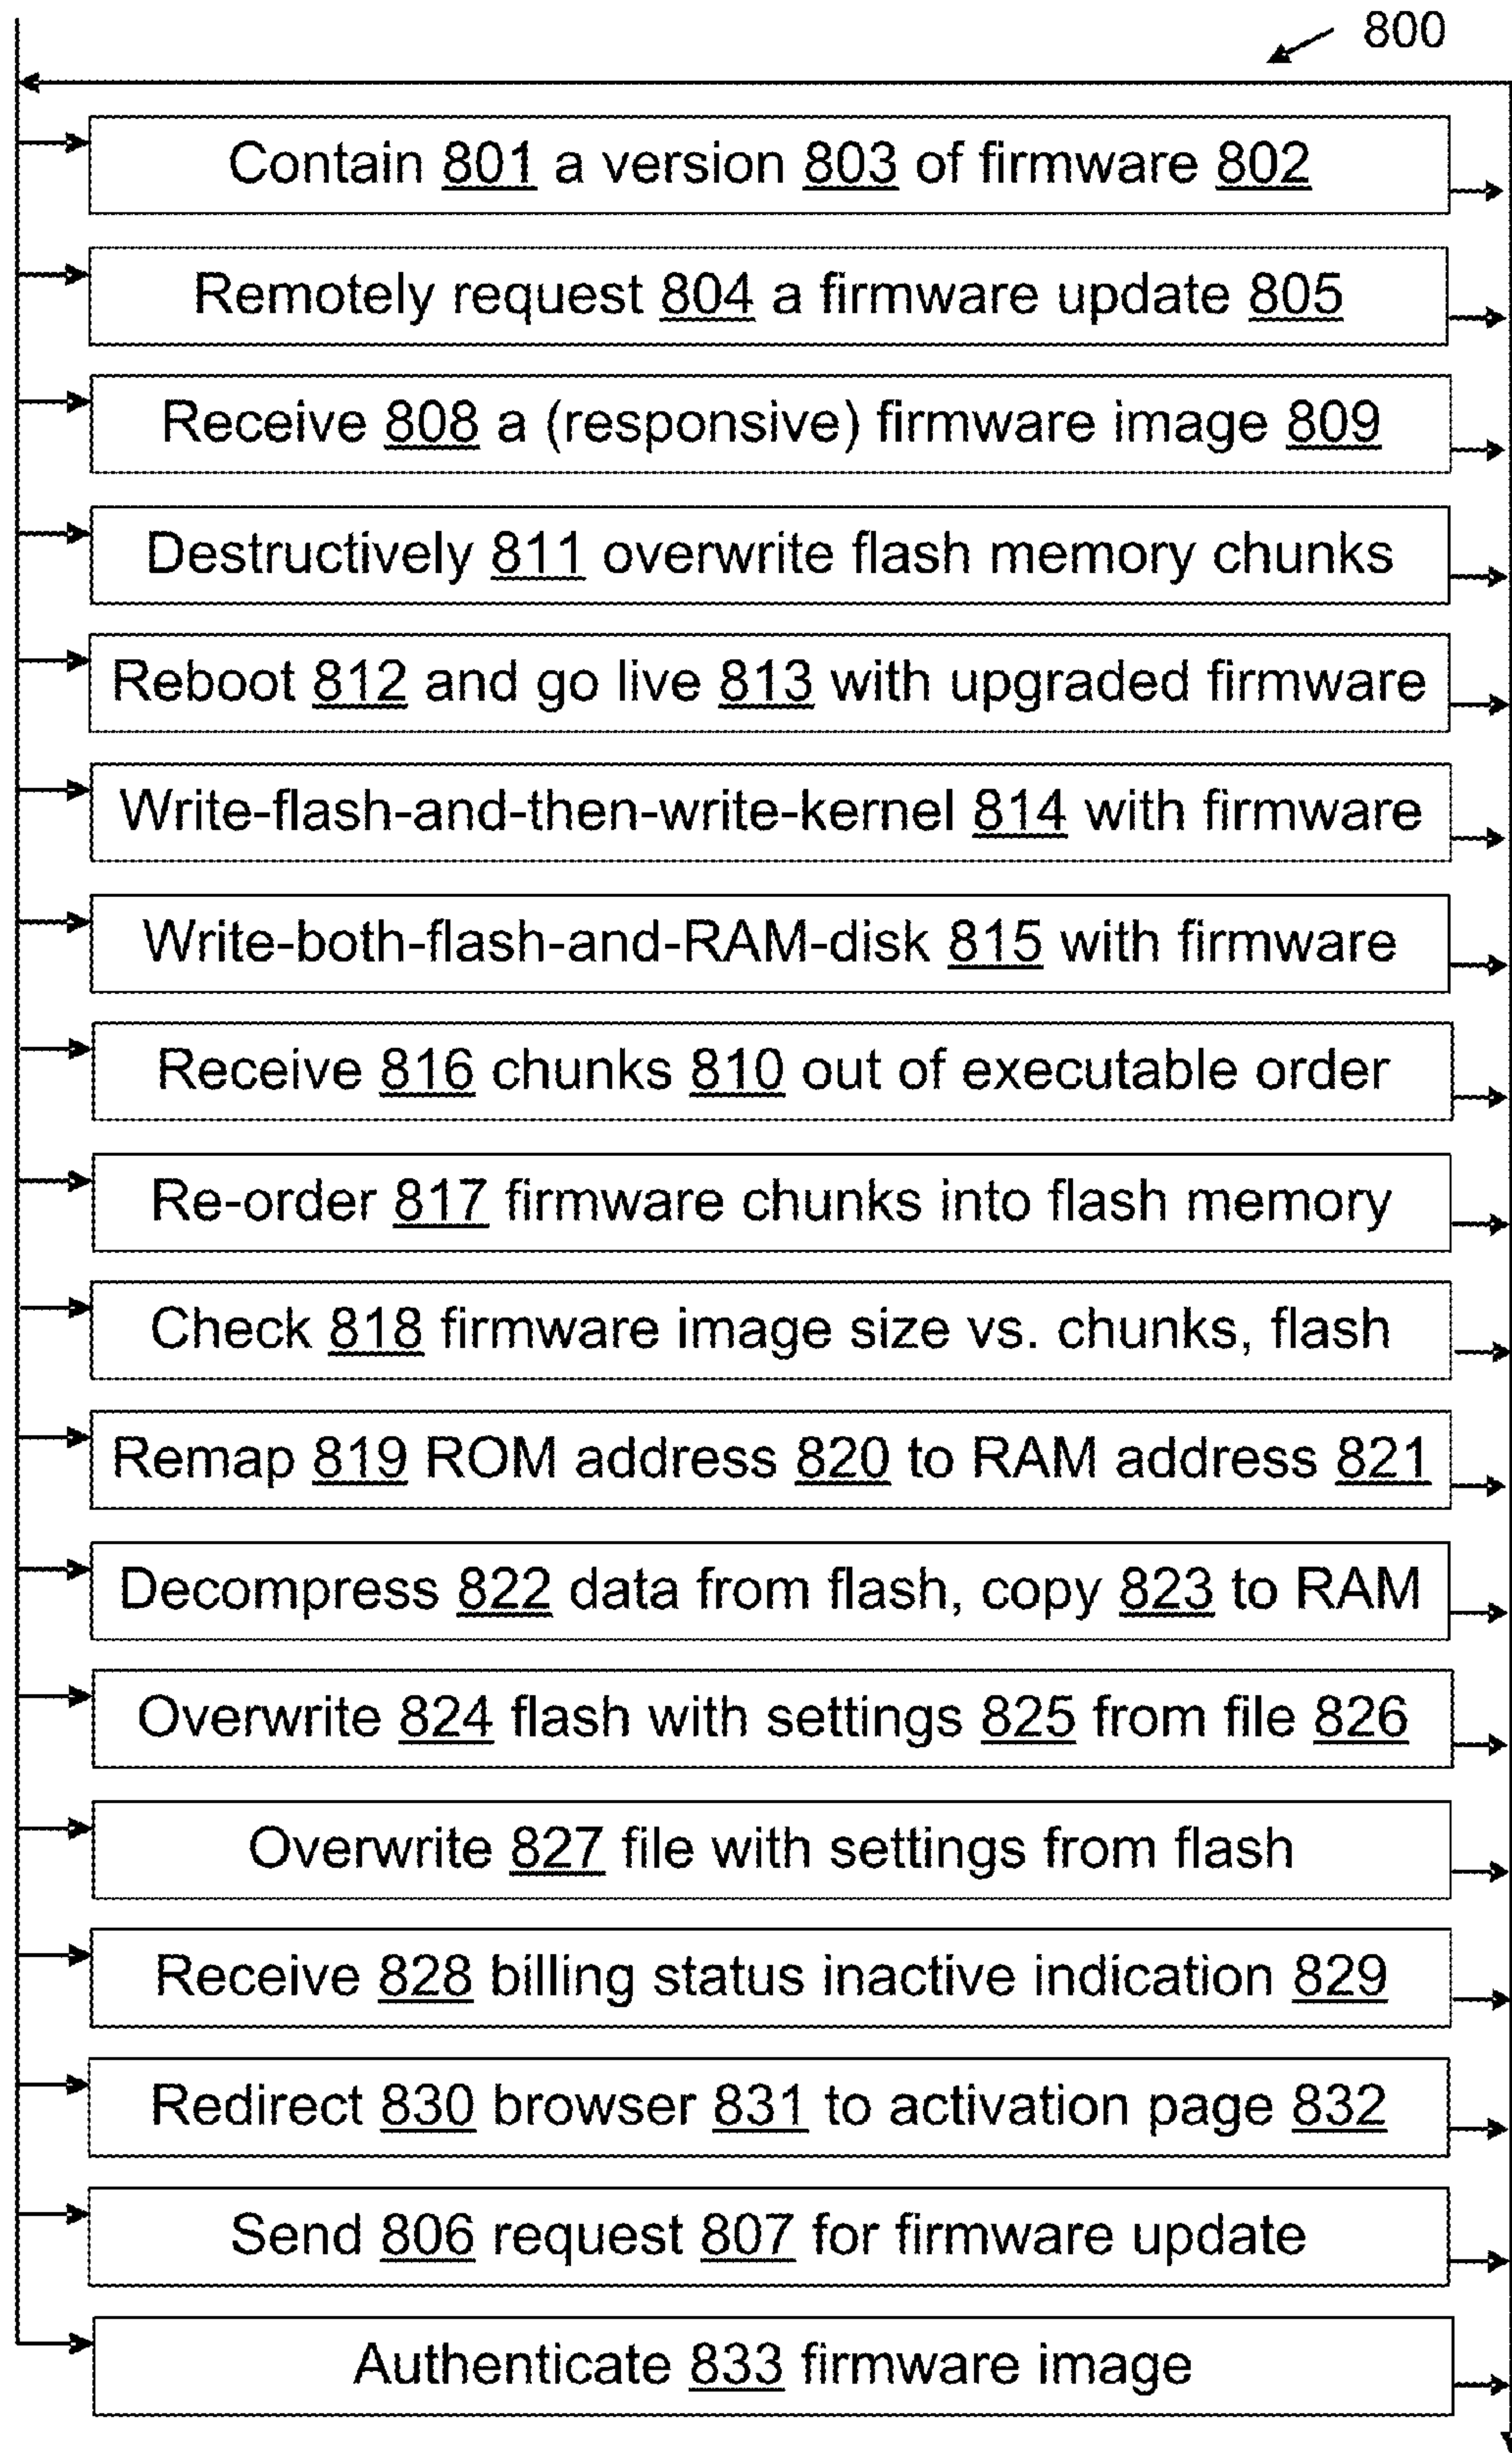 800
Contain 801 a version 803 of firmware 802
Remotely request 804 a firmware update 805
Receive 808 a (responsive) firmware image 809
Destructively 811 overwrite flash memory chunks
Reboot 812 and go live 813 with upgraded firmware
Write-flash-and-then-write-kernel 814 with firmware
Write-both-flash-and-RAM-disk 815 with firmware
Receive 816 chunks 810 out of executable order
Re-order 817 firmware chunks into flash memory
Check 818 firmware image size vs. chunks, flash
Remap 819 ROM address 820 to RAM address 821
Decompress 822 data from flash, copy 823 to RAM
Overwrite 824 flash with settings 825 from file 826
Overwrite 827 file with settings from flash
Receive 828 billing status inactive indication 829
Redirect 830 browser 831 to activation page 832
Send 806 request 807 for firmware update
Authenticate 833 firmware image